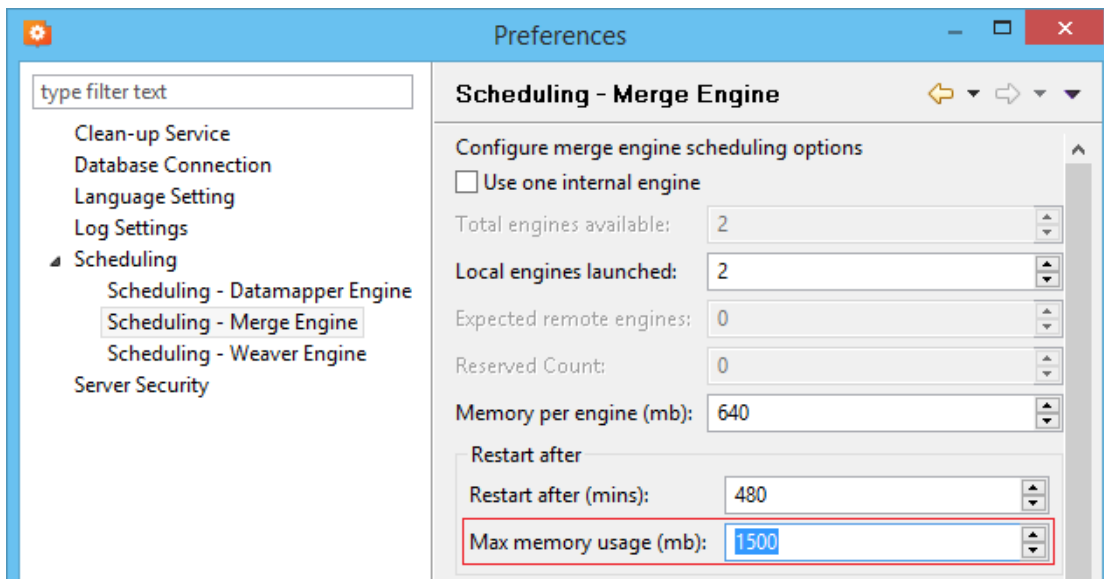 Preferences
type filter text
Clean-up Service
Database Connection
Language Setting
Log Settings
Scheduling
Scheduling - Datamapper Engine
Scheduling - Merge Engine
Scheduling - Weaver Engine
Server Security
Scheduling - Merge Engine
Configure merge engine scheduling options
Use one internal engine
Total engines available: 2
Local engines launched: 2
Expected remote engines: 0
Reserved Count: 0
Memory per engine (mb): 640
Restart after
Restart after (mins): 480
Max memory usage (mb): 1500